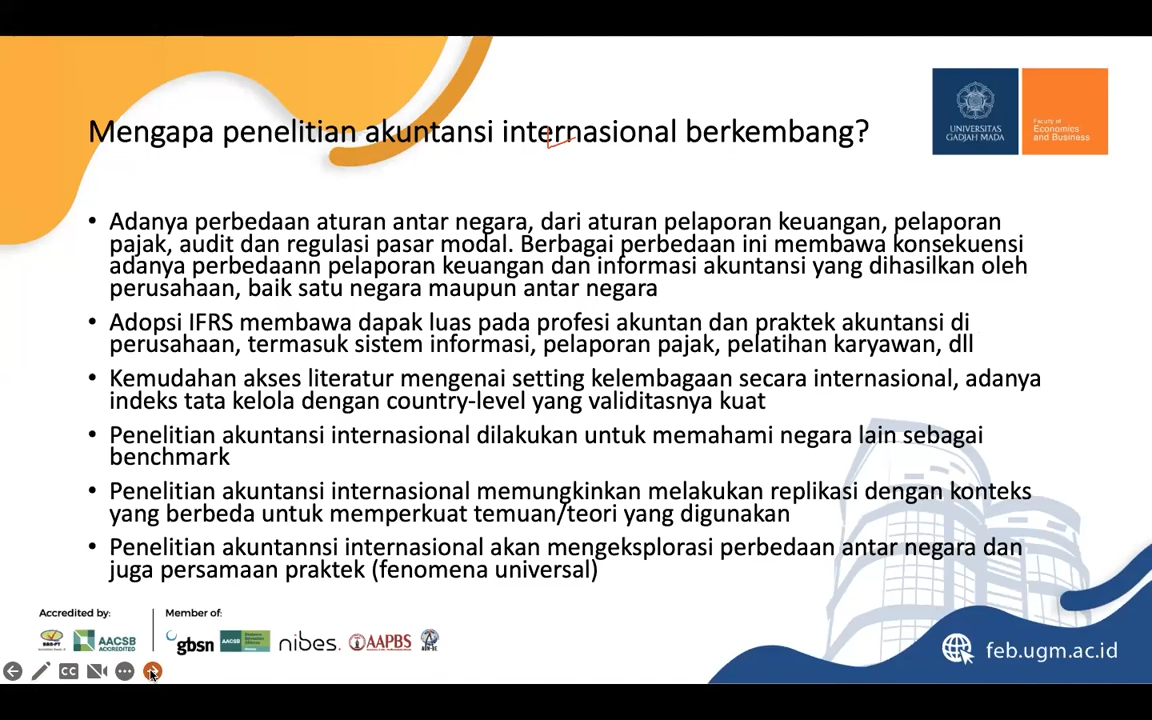 Mengapa penelitian akuntansi internasional berkembang?
UNIVERSITAS
GADJAH MADA
Faculty of
Economics
and Business
• Adanya perbedaan aturan antar negara, dari aturan pelaporan keuangan, pelaporan
pajak, audit dan regulasi pasar modal. Berbagai perbedaan ini membawa konsekuensi
adanya perbedaann pelaporan keuangan dan informasi akuntansi yang dihasilkan oleh
perusahaan, baik satu negara maupun antar negara
• Adopsi IFRS membawa dapak luas pada profesi akuntan dan praktek akuntansi di
perusahaan, termasuk sistem informasi, pelaporan pajak, pelatihan karyawan, dll
• Kemudahan akses literatur mengenai setting kelembagaan secara internasional, adanya
indeks tata kelola dengan country-level yang validitasnya kuat
• Penelitian akuntansi internasional dilakukan untuk memahami negara lain sebagai
benchmark
• Penelitian akuntansi internasional memungkinkan melakukan replikasi dengan konteks
yang berbeda untuk memperkuat temuan/teori yang digunakan
• Penelitian akuntannsi internasional akan mengeksplorasi perbedaan antar negara dan
juga persamaan praktek (fenomena universal)
Accredited by:
Member of:
AACSB
ACCREDITED
gbsn
AACSB
nibes.
AAPBS
feb.ugm.ac.id
CC